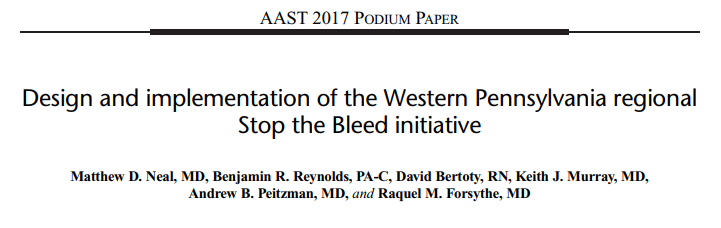 AAST 2017 PODIUM PAPER
Design and implementation of the Western Pennsylvania regional
Stop the Bleed initiative
Matthew D. Neal, MD, Benjamin R. Reynolds, PA-C, David Bertoty, RN, Keith J. Murray, MD,
Andrew B. Peitzman, MD, and Raquel M. Forsythe, MD